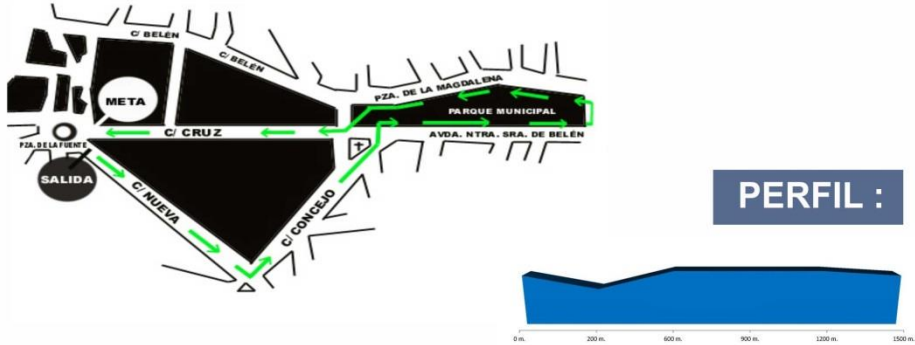 C/ BELÉN
C/ BELÉN
PZA. DE LA MAGDALENA
META
PARQUE MUNICIPAL
C/ CRUZ
AVDA. NTRA. SRA. DE BELÉN
PZA. DE LA FUENTE
SALIDA
C/ NUEVA
C/ CONCEJO
PERFIL :
0 m.
200 m.
600 m.
900 m.
1200 m.
1500 m.